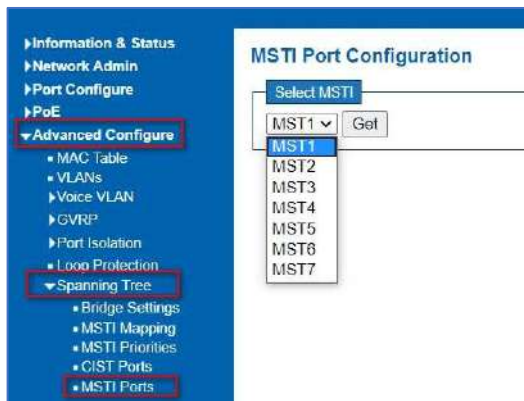 Information & Status
Network Admin
Port Configure
PoE
Advanced Configure
MAC Table
VLANs
Voice VLAN
GVRP
Port Isolation
Loop Protection
Spanning Tree
Bridge Settings
MSTI Mapping
MSTI Priorities
CIST Ports
MSTI Ports
MSTI Port Configuration
Select MSTI
MST1 Get
MST1
MST2
MST3
MST4
MST5
MST6
MST7